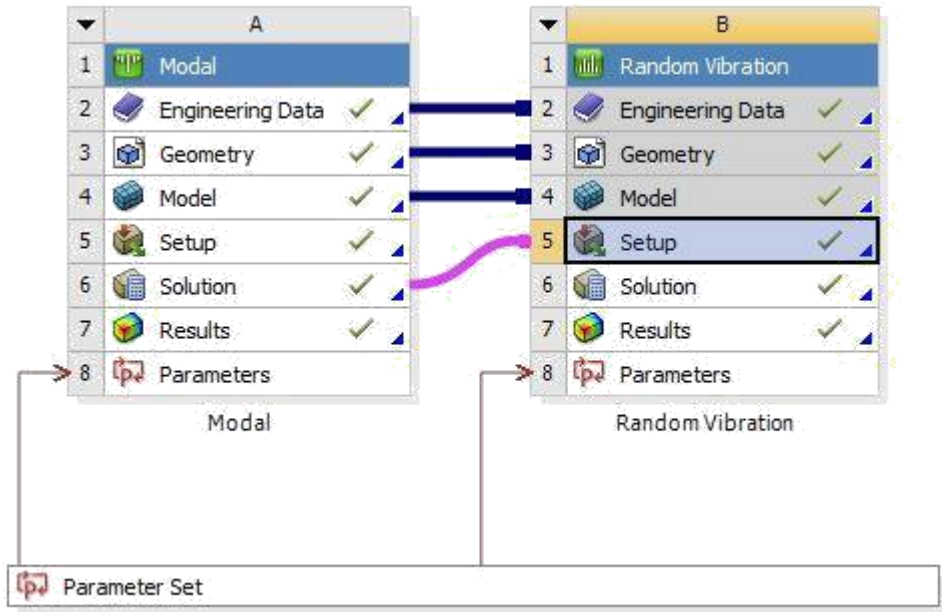 A
1 Modal
2 Engineering Data
3 Geometry
4 Model
5 Setup
6 Solution
7 Results
8 Parameters
Modal
B
1 Random Vibration
2 Engineering Data
3 Geometry
4 Model
5 Setup
6 Solution
7 Results
8 Parameters
Random Vibration
Parameter Set